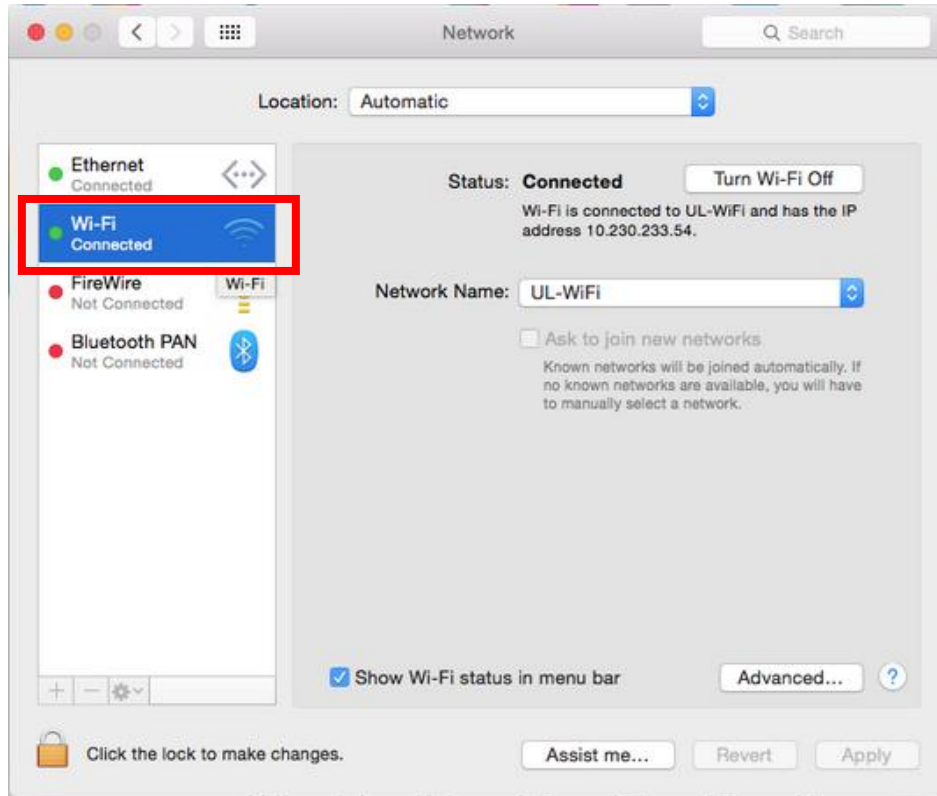 Network
Search
Location: Automatic
Ethernet
Connected
Wi-Fi
Connected
FireWire
Not Connected
Wi-Fi
Bluetooth PAN
Not Connected
Status: Connected
Turn Wi-Fi Off
Wi-Fi is connected to UL-WiFi and has the IP
address 10.230.233.54.
Network Name: UL-WiFi
Ask to join new networks
Known networks will be joined automatically. If
no known networks are available, you will have
to manually select a network.
Show Wi-Fi status in menu bar
Advanced...
?
Click the lock to make changes.
Assist me...
Revert
Apply